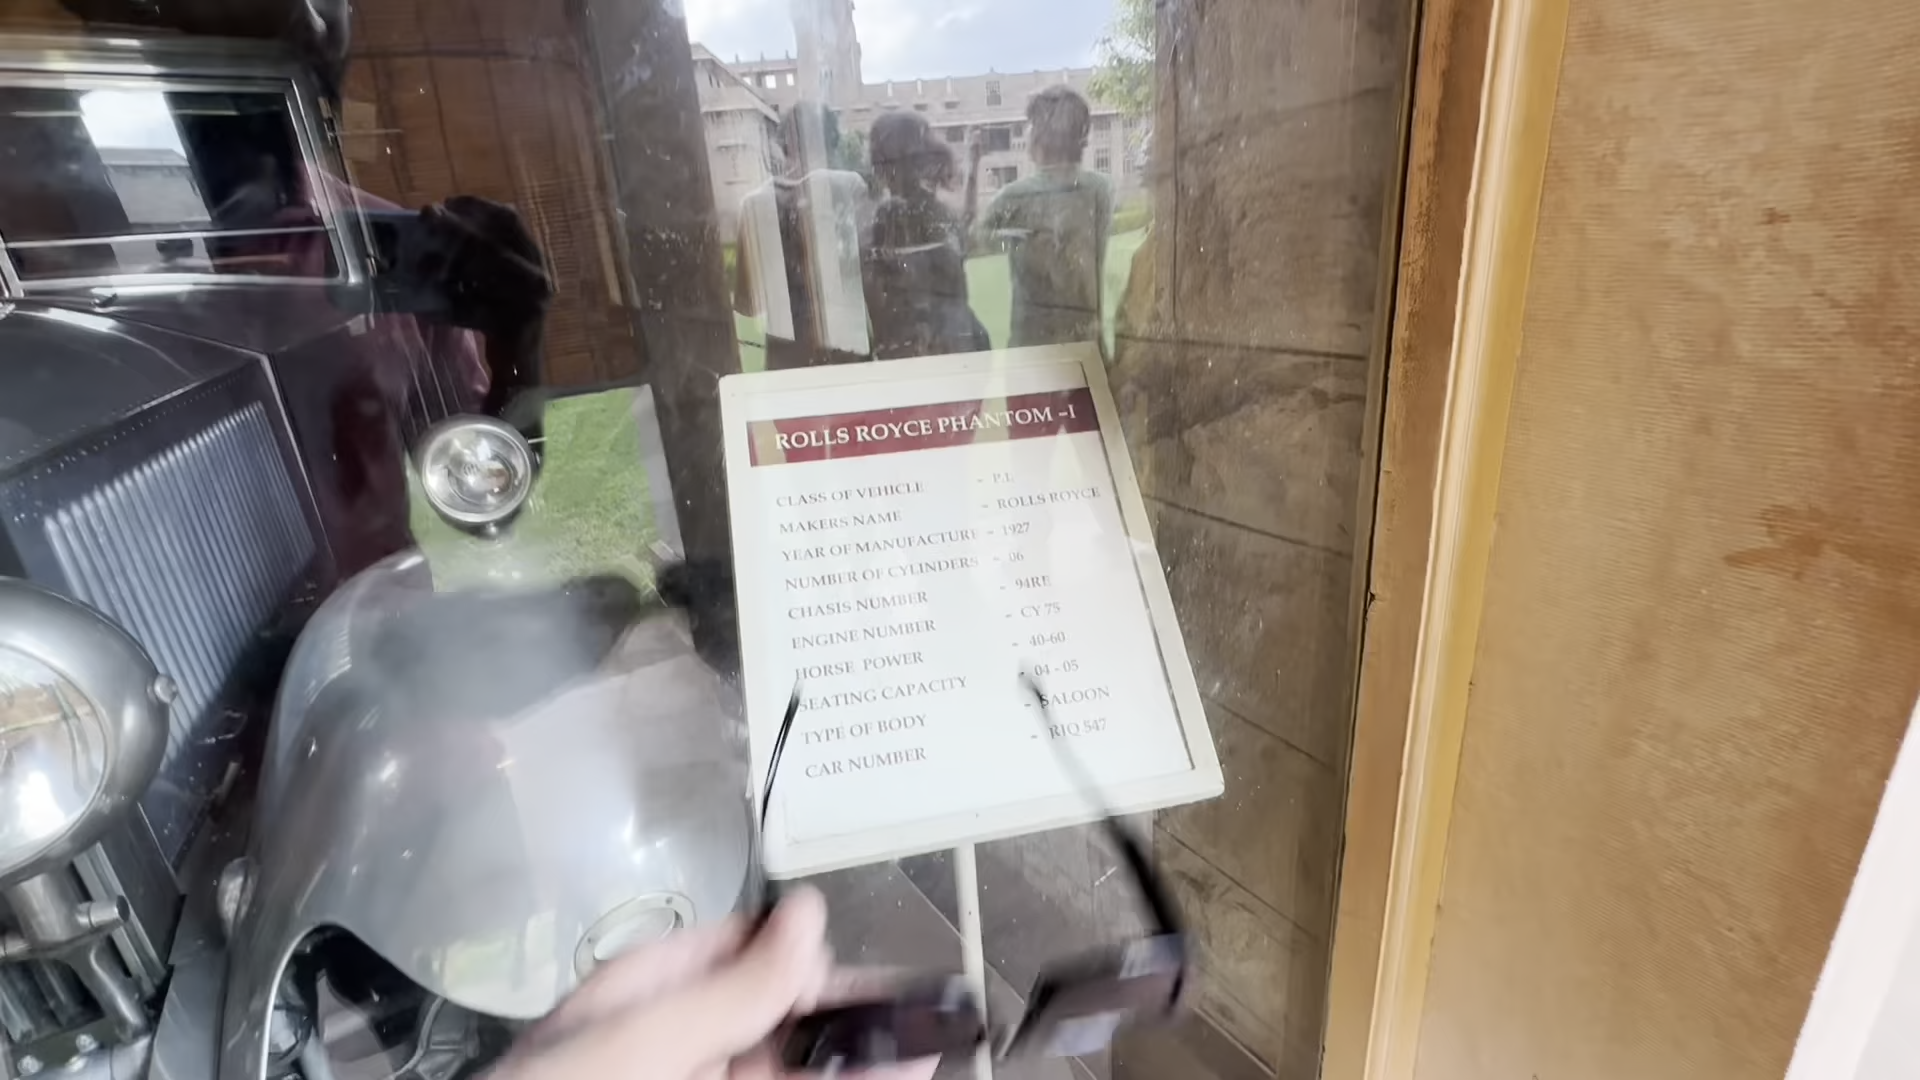 ROLLS ROYCE PHANTOM -I
CLASS OF VEHICLE - P.I.
MAKERS NAME - ROLLS ROYCE
YEAR OF MANUFACTURE - 1927
NUMBER OF CYLINDERS - 06
CHASIS NUMBER - 94RE
ENGINE NUMBER - CY 75
HORSE POWER - 40-60
SEATING CAPACITY - 04 - 05
TYPE OF BODY - SALOON
CAR NUMBER - RJQ 547